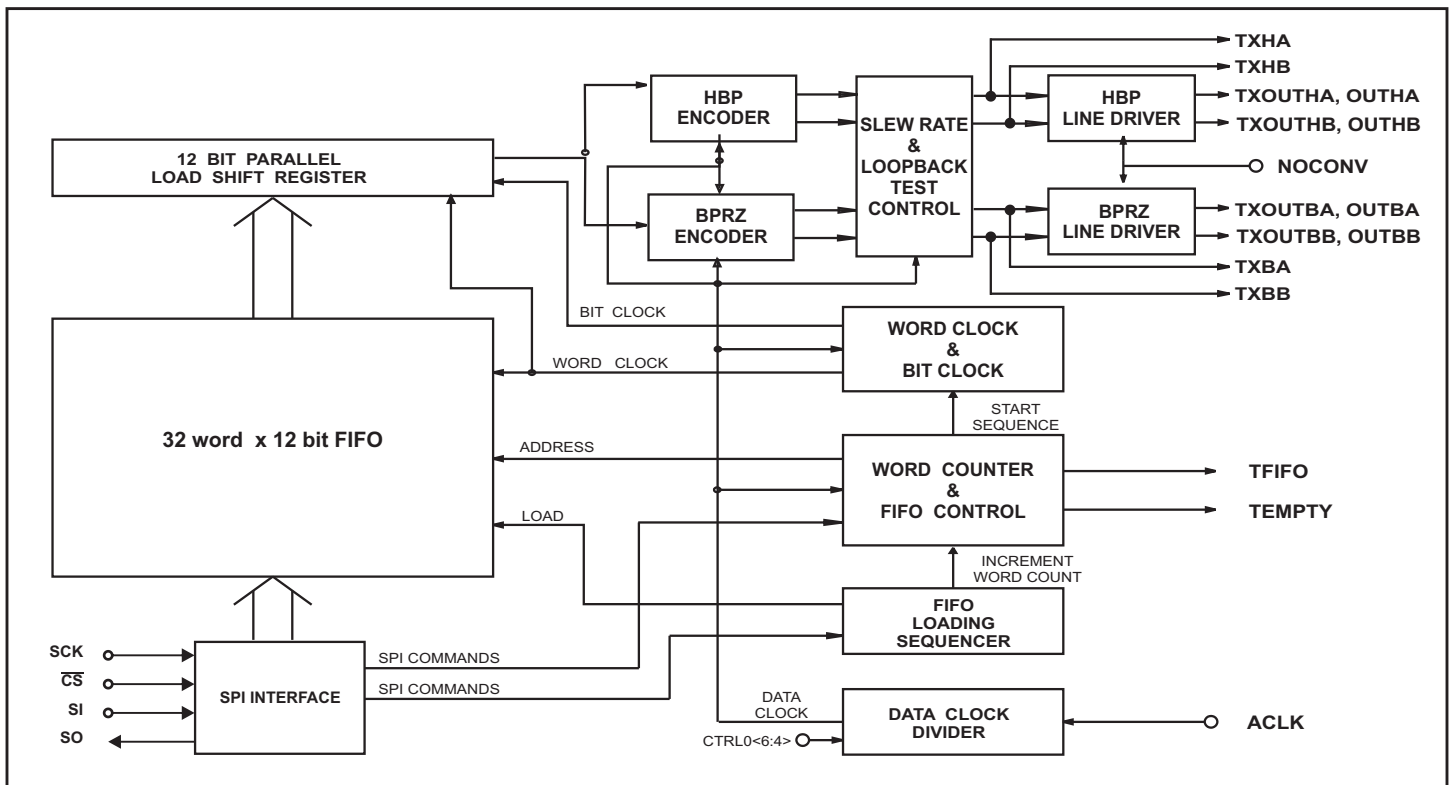 TXHA
TXHB
HBP
ENCODER
SLEW RATE
&
LOOPBACK
TEST
CONTROL
HBP
LINE DRIVER
TXOUTHA, OUTHA
TXOUTHB, OUTHB
12 BIT PARALLEL
LOAD SHIFT REGISTER
NOCONV
BPRZ
ENCODER
BPRZ
LINE DRIVER
TXOUTBA, OUTBA
TXOUTBB, OUTBB
TXBA
TXBB
BIT CLOCK
WORD CLOCK
&
BIT CLOCK
WORD CLOCK
START
SEQUENCE
32 word x 12 bit FIFO
ADDRESS
WORD COUNTER
&
FIFO CONTROL
TFIFO
TEMPTY
LOAD
INCREMENT
WORD COUNT
FIFO
LOADING
SEQUENCER
SCK
CS
SI
SO
SPI INTERFACE
SPI COMMANDS
SPI COMMANDS
DATA
CLOCK
DATA CLOCK
DIVIDER
ACLK
CTRL0<6:4>